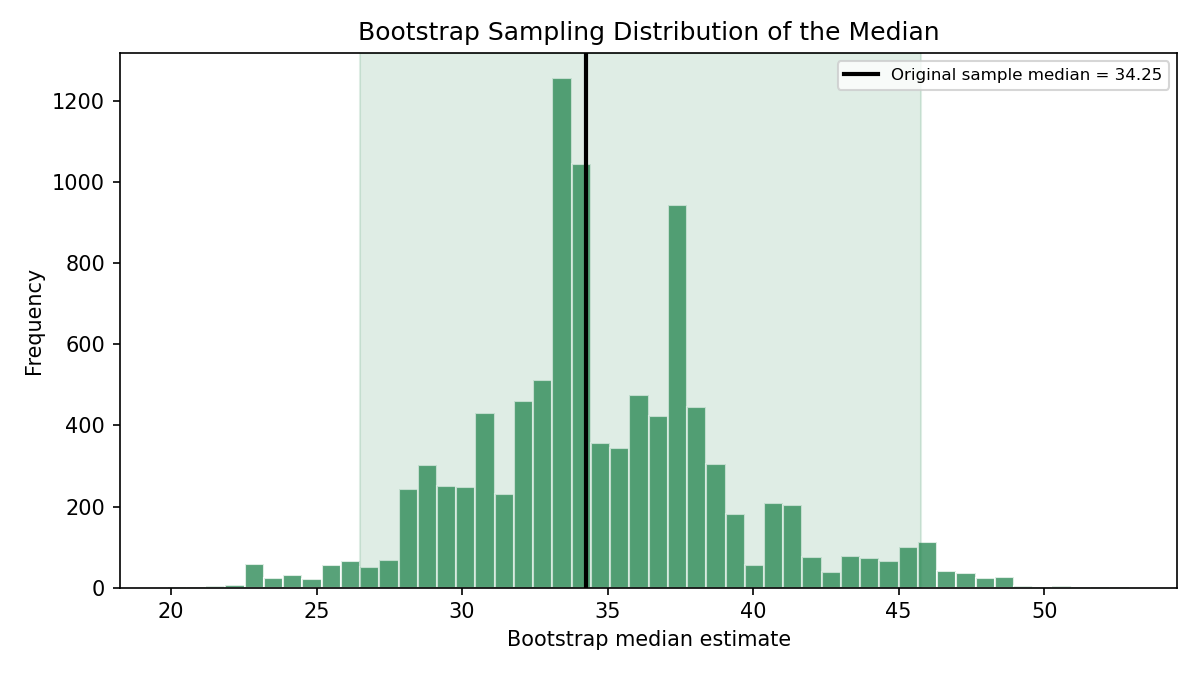 Bootstrap Sampling Distribution of the Median
Original sample median = 34.25
Frequency
1200
1000
800
600
400
200
0
20 25 30 35 40 45 50
Bootstrap median estimate